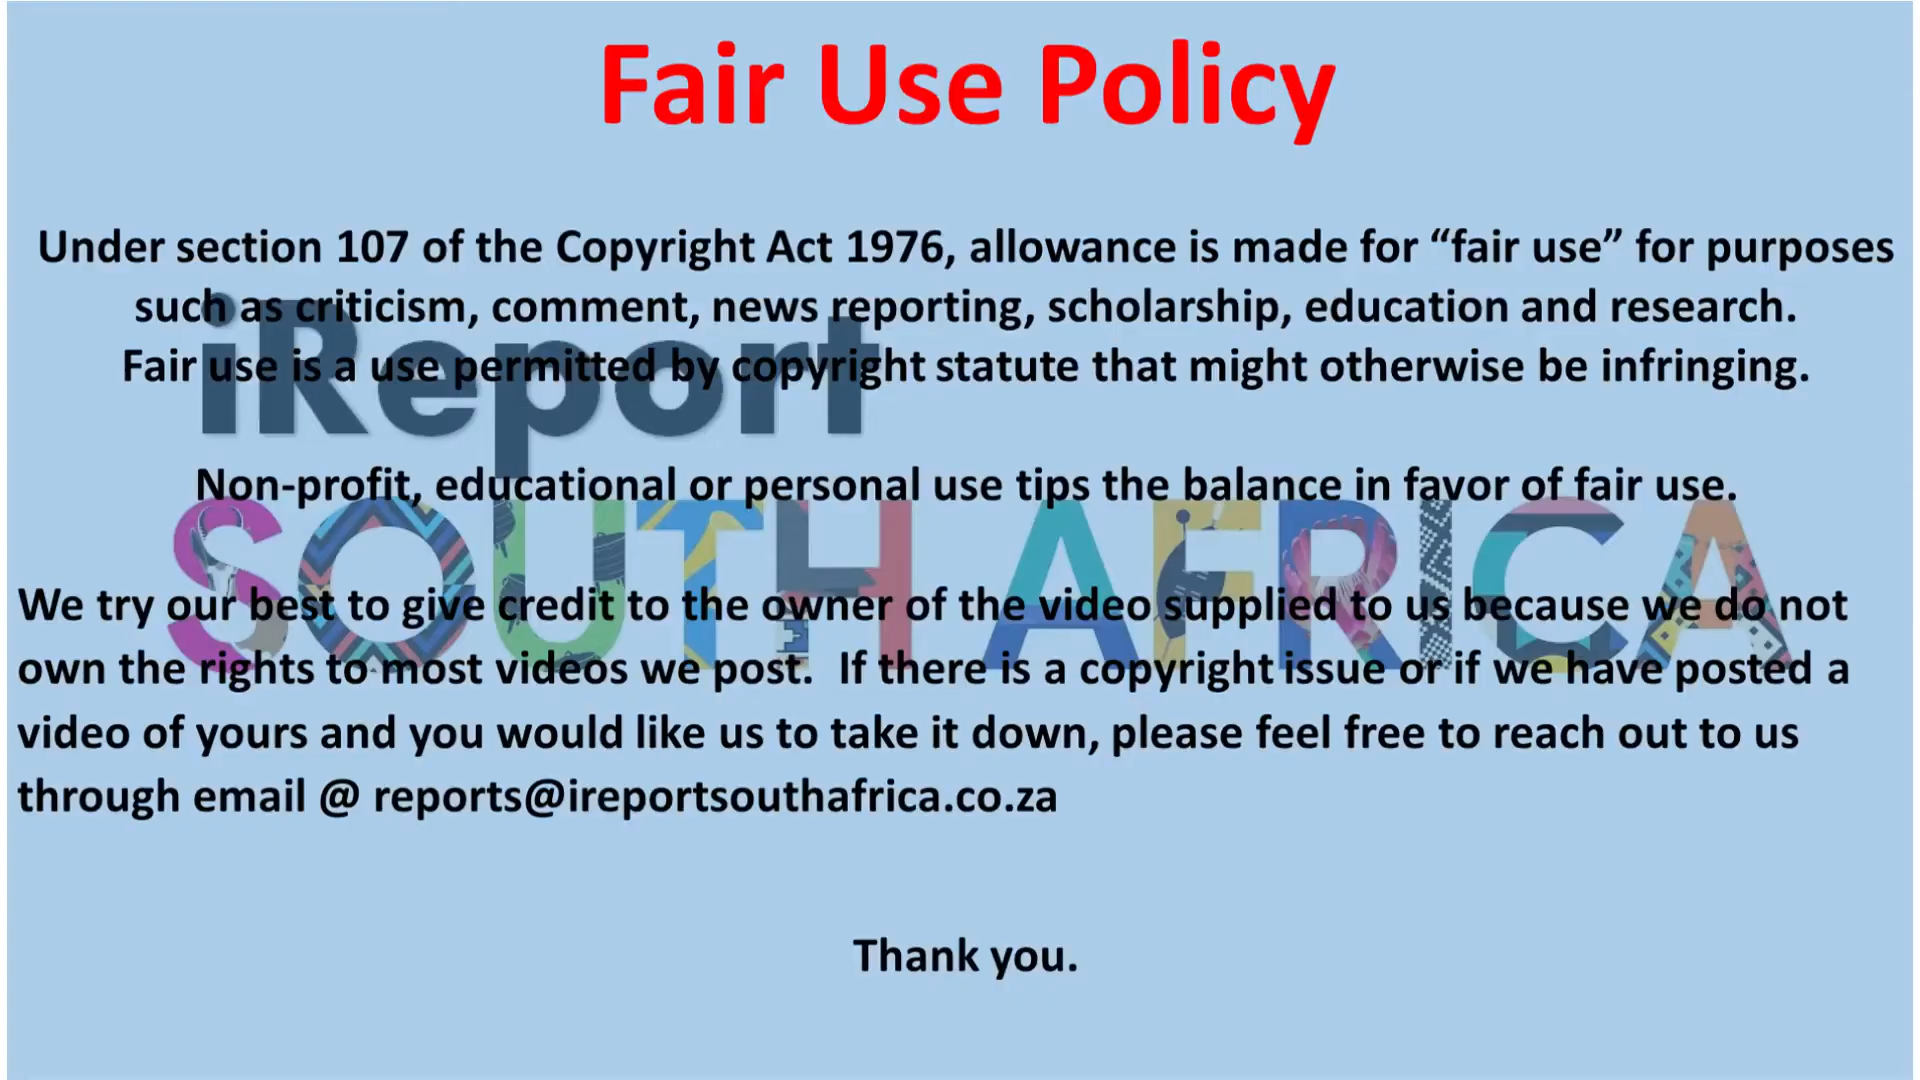 Fair Use Policy
Under section 107 of the Copyright Act 1976, allowance is made for “fair use” for purposes
such as criticism, comment, news reporting, scholarship, education and research.
Fair use is a use permitted by copyright statute that might otherwise be infringing.
iReport
Non-profit, educational or personal use tips the balance in favor of fair use.
SOUTH AFRICA
We try our best to give credit to the owner of the video supplied to us because we do not
own the rights to most videos we post.  If there is a copyright issue or if we have posted a
video of yours and you would like us to take it down, please feel free to reach out to us
through email @ reports@ireportsouthafrica.co.za
Thank you.